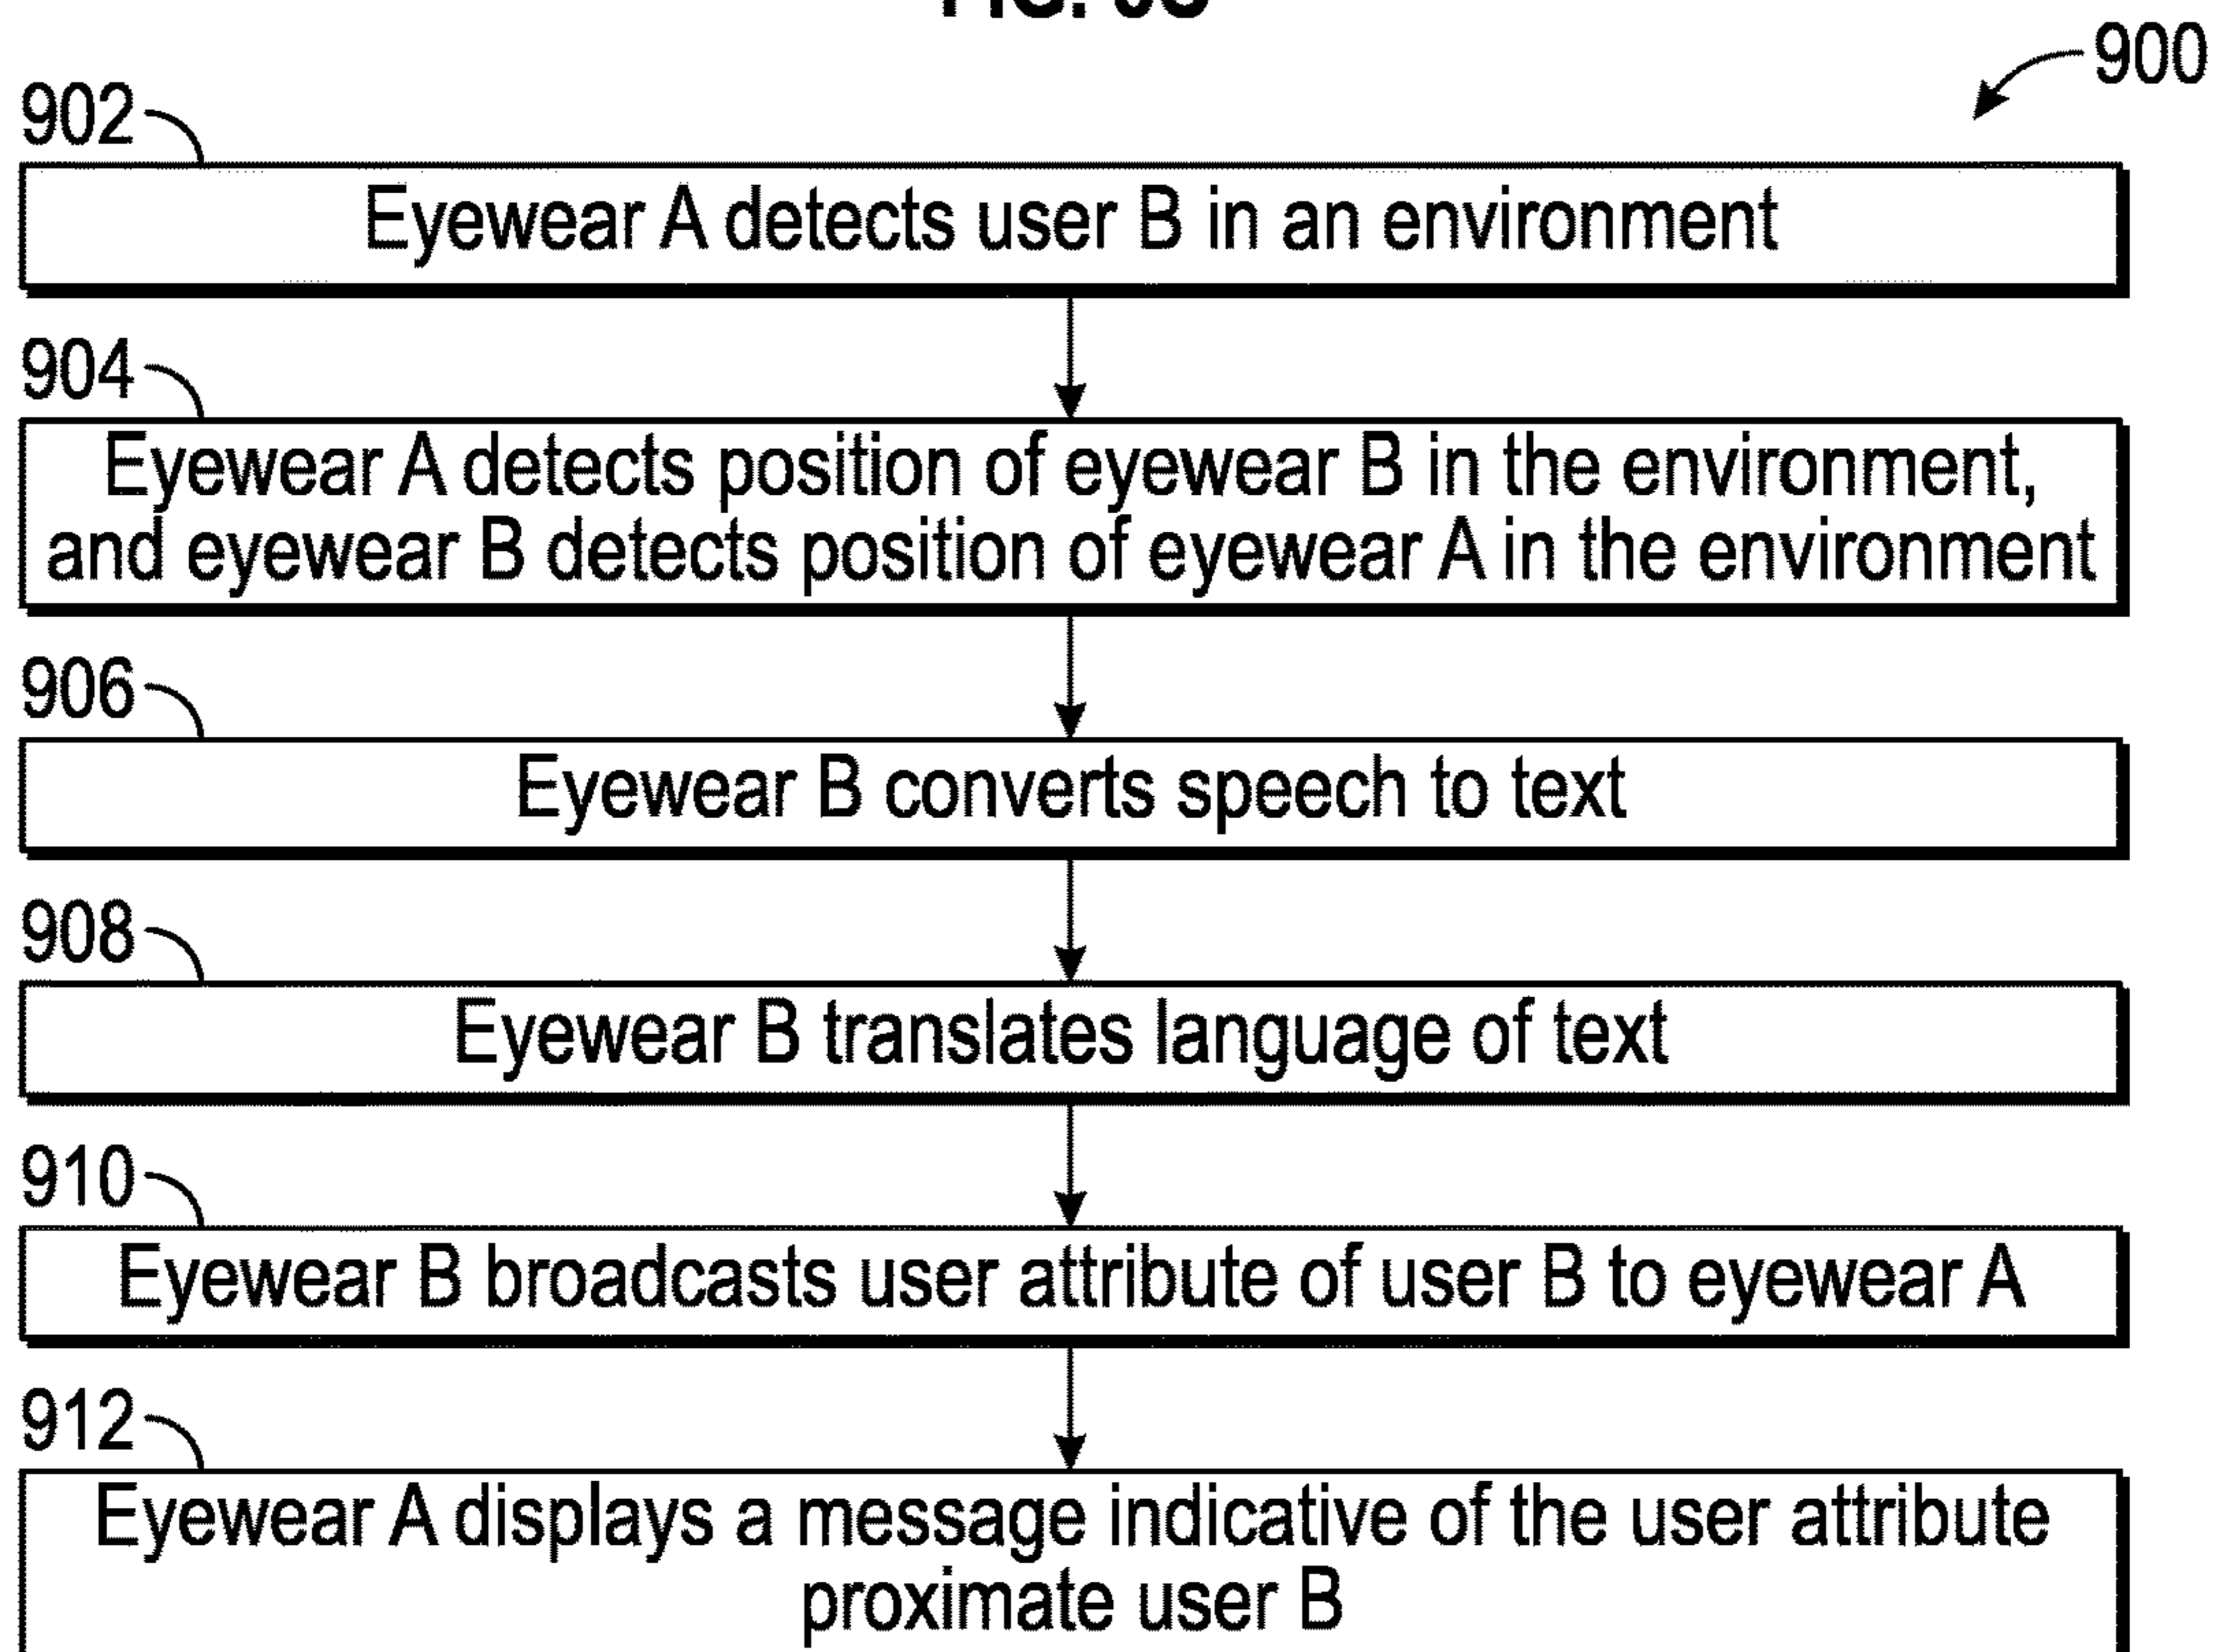 900
902
Eyewear A detects user B in an environment
904
Eyewear A detects position of eyewear B in the environment,
and eyewear B detects position of eyewear A in the environment
906
Eyewear B converts speech to text
908
Eyewear B translates language of text
910
Eyewear B broadcasts user attribute of user B to eyewear A
912
Eyewear A displays a message indicative of the user attribute
proximate user B